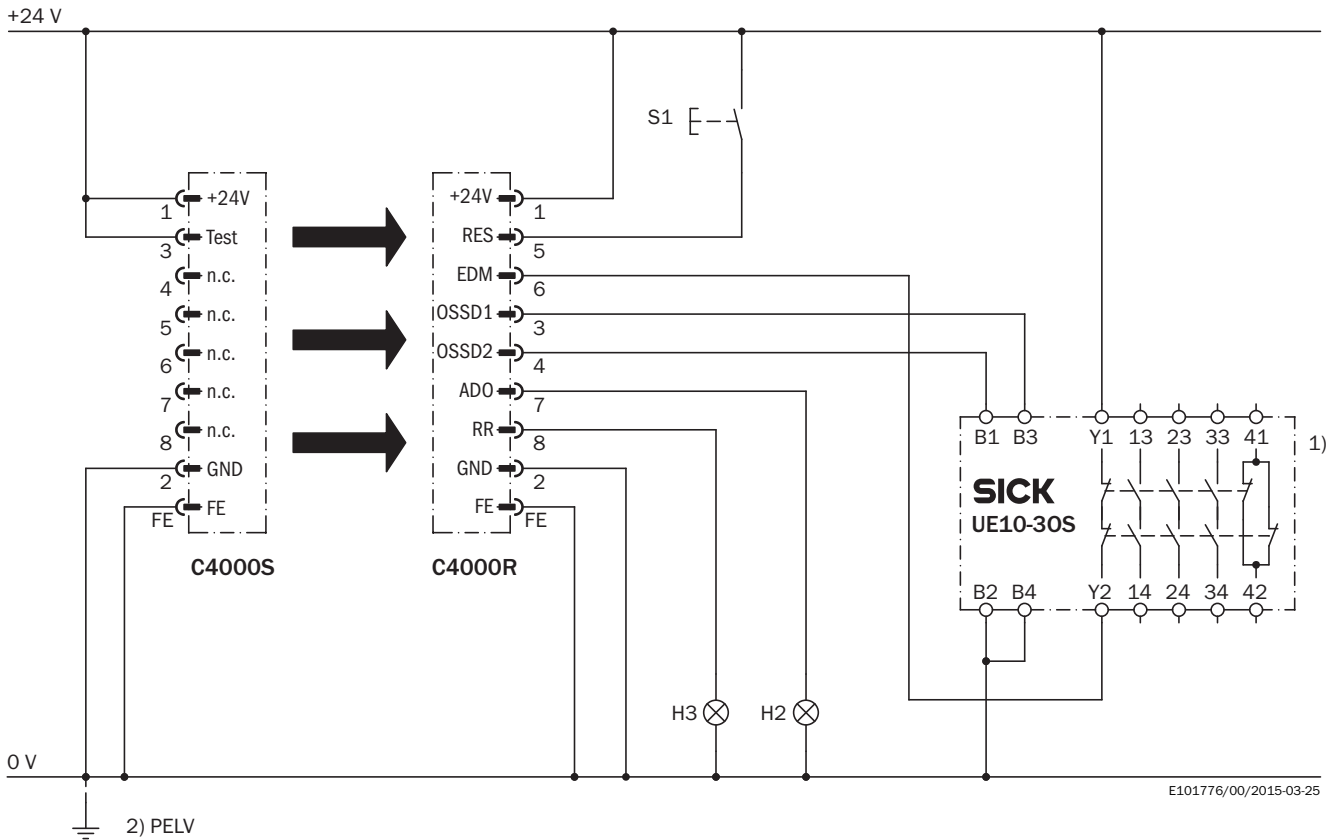 +24 V
S1
+24V
1
Test
3
n.c.
4
n.c.
5
n.c.
6
n.c.
7
n.c.
8
GND
2
FE
FE
C4000S
+24V
1
RES
5
EDM
6
OSSD1
3
OSSD2
4
ADO
7
RR
8
GND
2
FE
FE
C4000R
B1 B3 Y1 13 23 33 41
1)
SICK
UE10-30S
B2 B4 Y2 14 24 34 42
H3
H2
0 V
E101776/00/2015-03-25
2) PELV